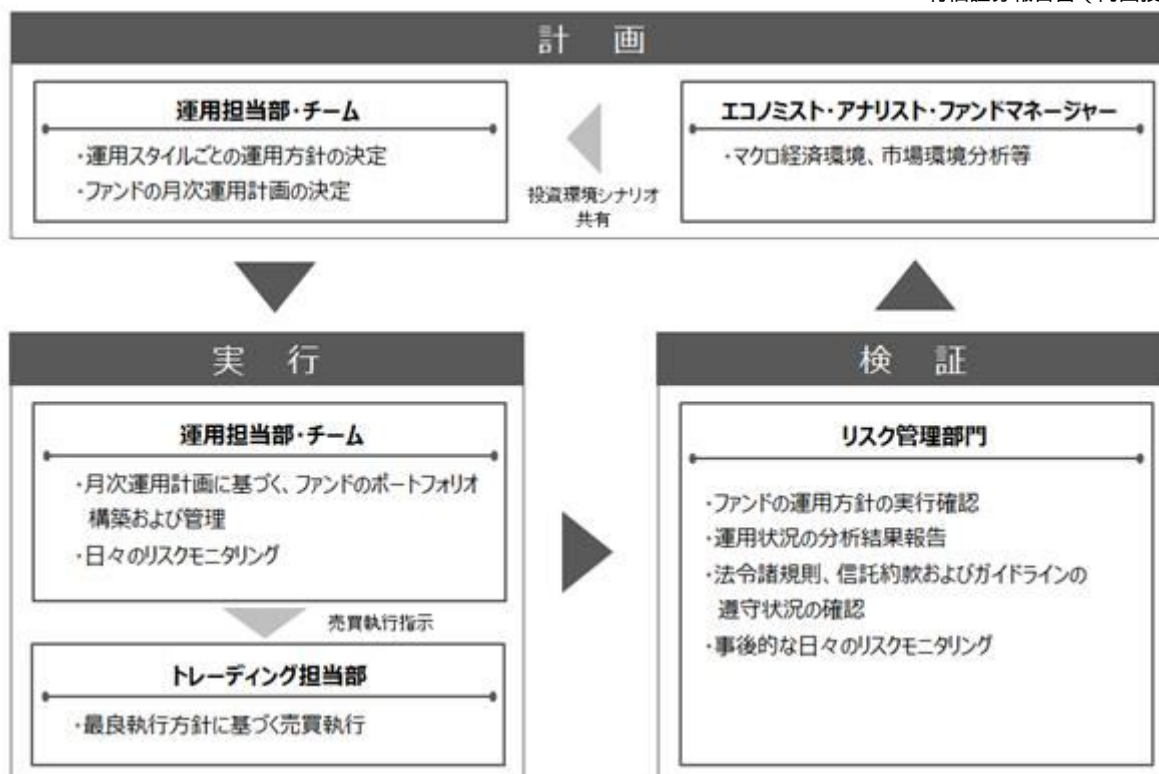 計 画
運用担当部・チーム
・運用スタイルごとの運用方針の決定
・ファンドの月次運用計画の決定
投資環境シナリオ
共有
エコノミスト・アナリスト・ファンドマネージャー
・マクロ経済環境、市場環境分析等
実 行
運用担当部・チーム
・月次運用計画に基づく、ファンドのポートフォリオ
構築および管理
・日々のリスクモニタリング
売買執行指示
トレーディング担当部
・最良執行方針に基づく売買執行
検 証
リスク管理部門
・ファンドの運用方針の実行確認
・運用状況の分析結果報告
・法令諸規則、信託約款およびガイドラインの
遵守状況の確認
・事後的な日々のリスクモニタリング